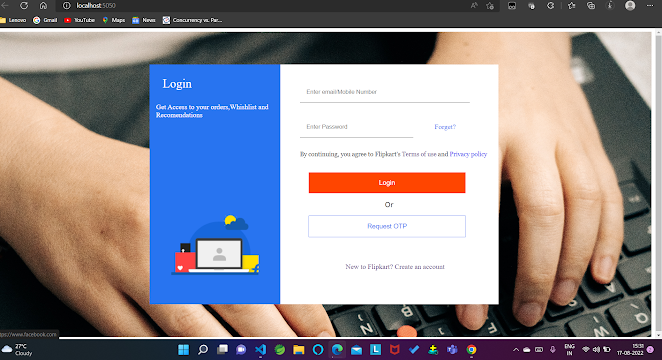 localhost:5050
Lenovo
Gmail
YouTube
Maps
News
Concurrency vs. Par...
Login
Get Access to your orders,Whishlist and
Recomendations
Enter email/Mobile Number
Enter Password
Forget?
By continuing, you agree to Flipkart's Terms of use and Privacy policy
Login
Or
Request OTP
New to Flipkart? Create an account
ps://www.facebook.com
27°C
Cloudy
ENG
IN
15:31
17-08-2022